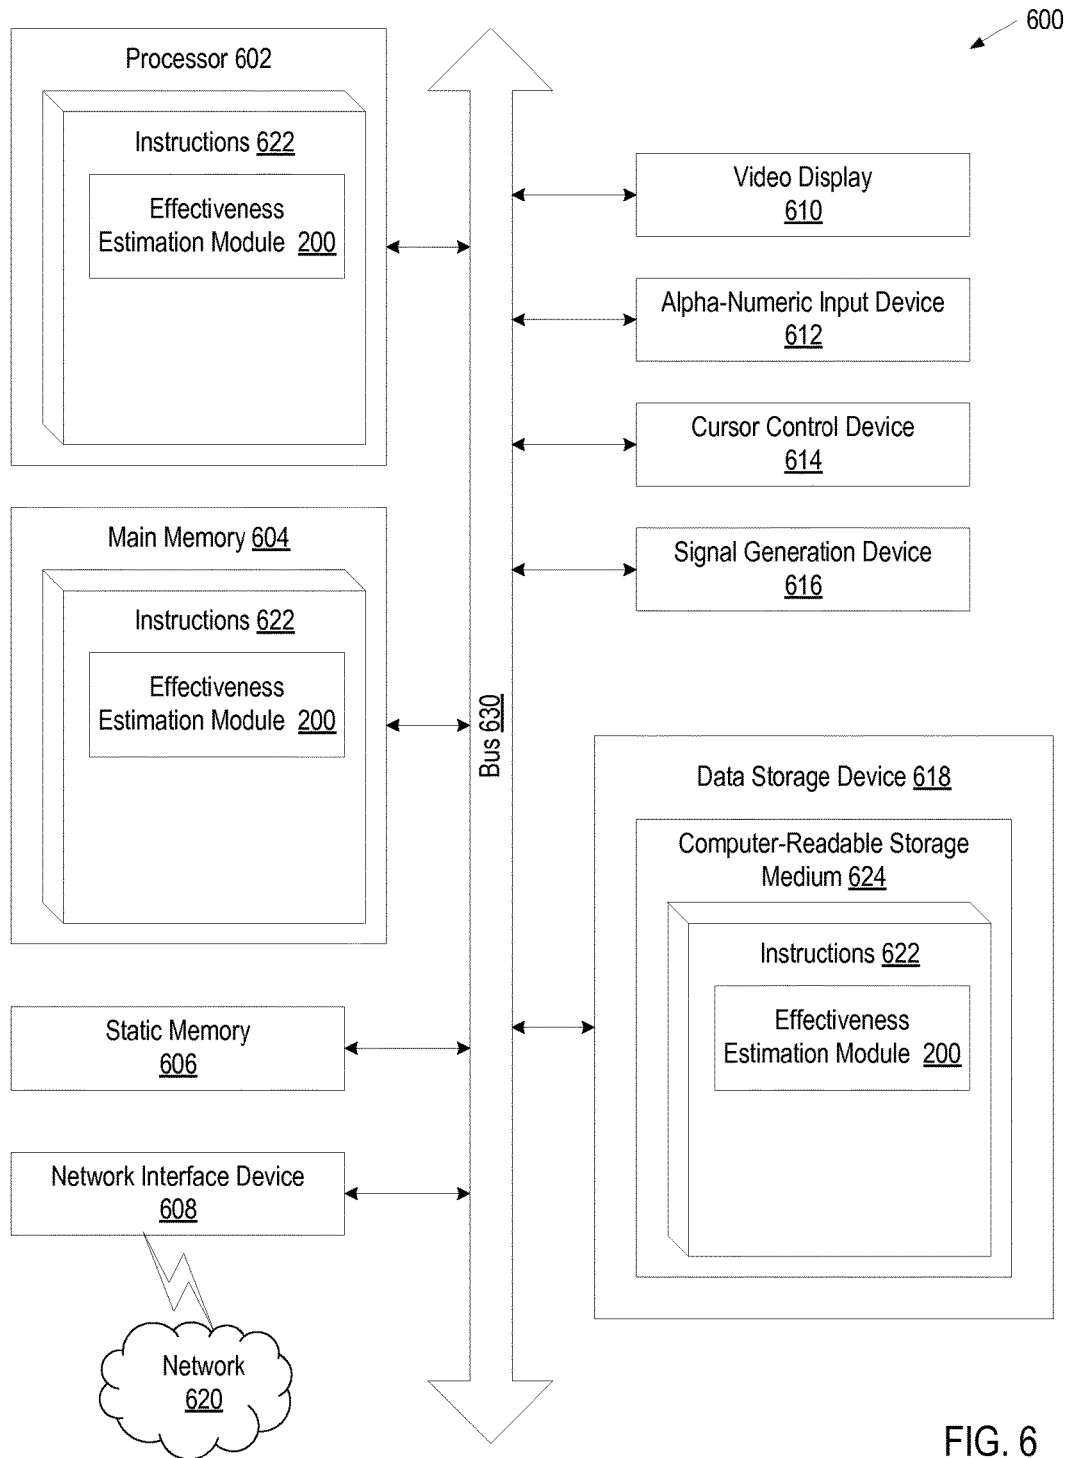 600
Processor 602
Instructions 622
Effectiveness
Estimation Module 200
Main Memory 604
Instructions 622
Effectiveness
Estimation Module 200
Static Memory
606
Network Interface Device
608
Network
620
Bus 630
Video Display
610
Alpha-Numeric Input Device
612
Cursor Control Device
614
Signal Generation Device
616
Data Storage Device 618
Computer-Readable Storage
Medium 624
Instructions 622
Effectiveness
Estimation Module 200
FIG. 6